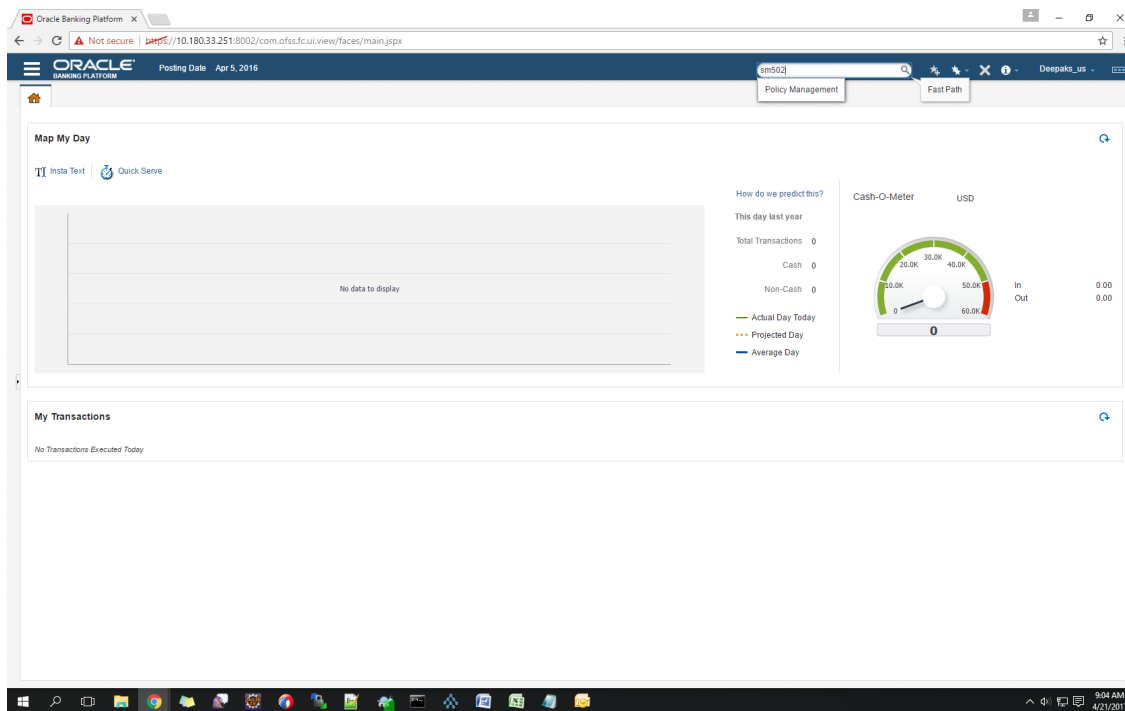 Oracle Banking Platform
Not secure | https://10.180.33.251:8002/com.ofss.fc.ui.view/faces/main.jspx
ORACLE
BANKING PLATFORM
Posting Date Apr 5, 2016
sm502
Deepaks_us
Policy Management
Fast Path
Map My Day
Insta Text
Quick Serve
How do we predict this?
This day last year
Total Transactions 0
Cash 0
Non-Cash 0
Actual Day Today
Projected Day
Average Day
No data to display
Cash-O-Meter USD
0
10.0K
20.0K
30.0K
40.0K
50.0K
60.0K
0
In 0.00
Out 0.00
My Transactions
No Transactions Executed Today
9:04 AM